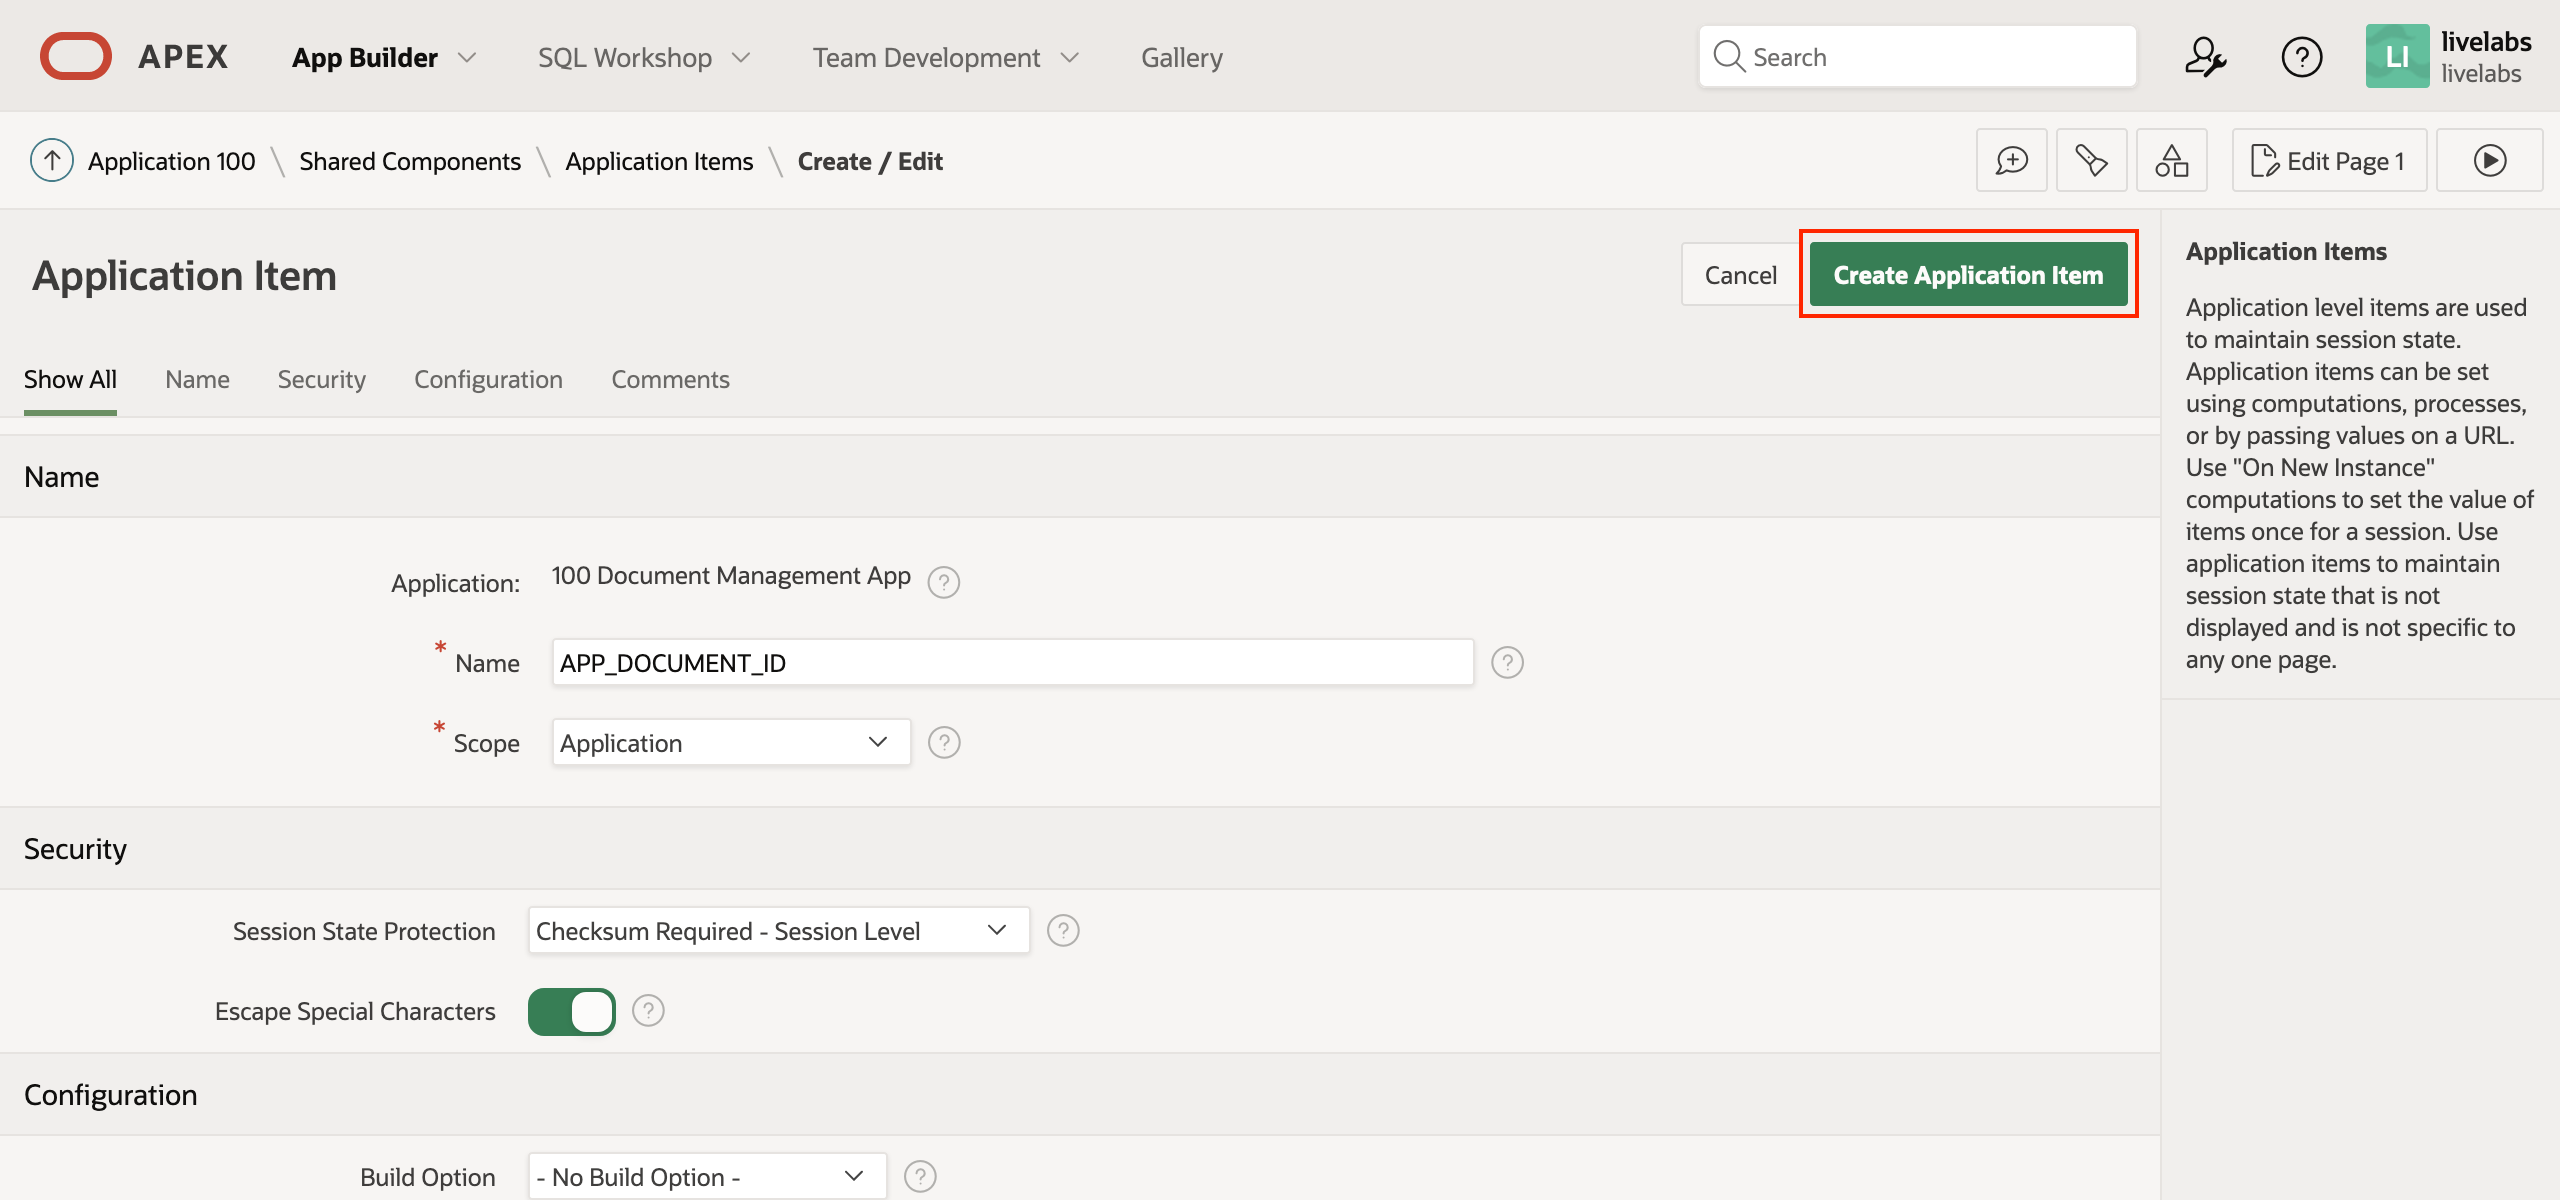 APEX
App Builder
SQL Workshop
Team Development
Gallery
Search
LI
livelabs
livelabs
Application 100 \ Shared Components \ Application Items \ Create / Edit
Edit Page 1
Application Item
Cancel
Create Application Item
Show All
Name
Security
Configuration
Comments
Name
Application:
100 Document Management App
?
* Name
APP_DOCUMENT_ID
?
* Scope
Application
?
Security
Session State Protection
Checksum Required - Session Level
?
Escape Special Characters
?
Configuration
Build Option
- No Build Option -
?
Application Items
Application level items are used
to maintain session state.
Application items can be set
using computations, processes,
or by passing values on a URL.
Use "On New Instance"
computations to set the value of
items once for a session. Use
application items to maintain
session state that is not
displayed and is not specific to
any one page.